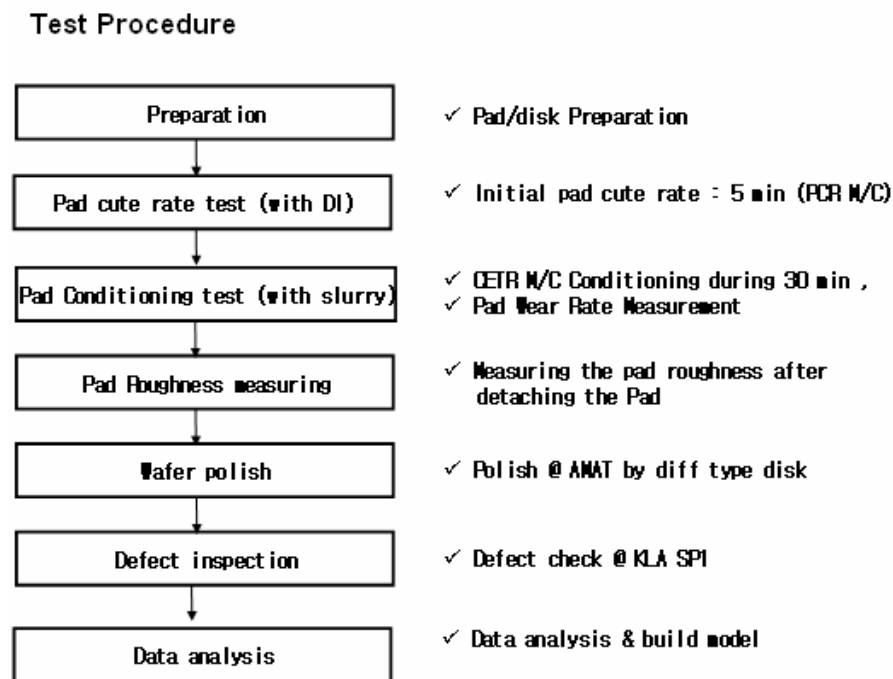 Test Procedure
Preparation
✓ Pad/disk Preparation
Pad cute rate test (with DI)
✓ Initial pad cute rate : 5 min (PCR M/C)
Pad Conditioning test (with slurry)
✓ CETR M/C Conditioning during 30 min ,
✓ Pad Wear Rate Measurement
Pad Roughness measuring
✓ Measuring the pad roughness after
detaching the Pad
Wafer polish
✓ Polish @ AMAT by diff type disk
Defect inspection
✓ Defect check @ KLA SP1
Data analysis
✓ Data analysis & build model